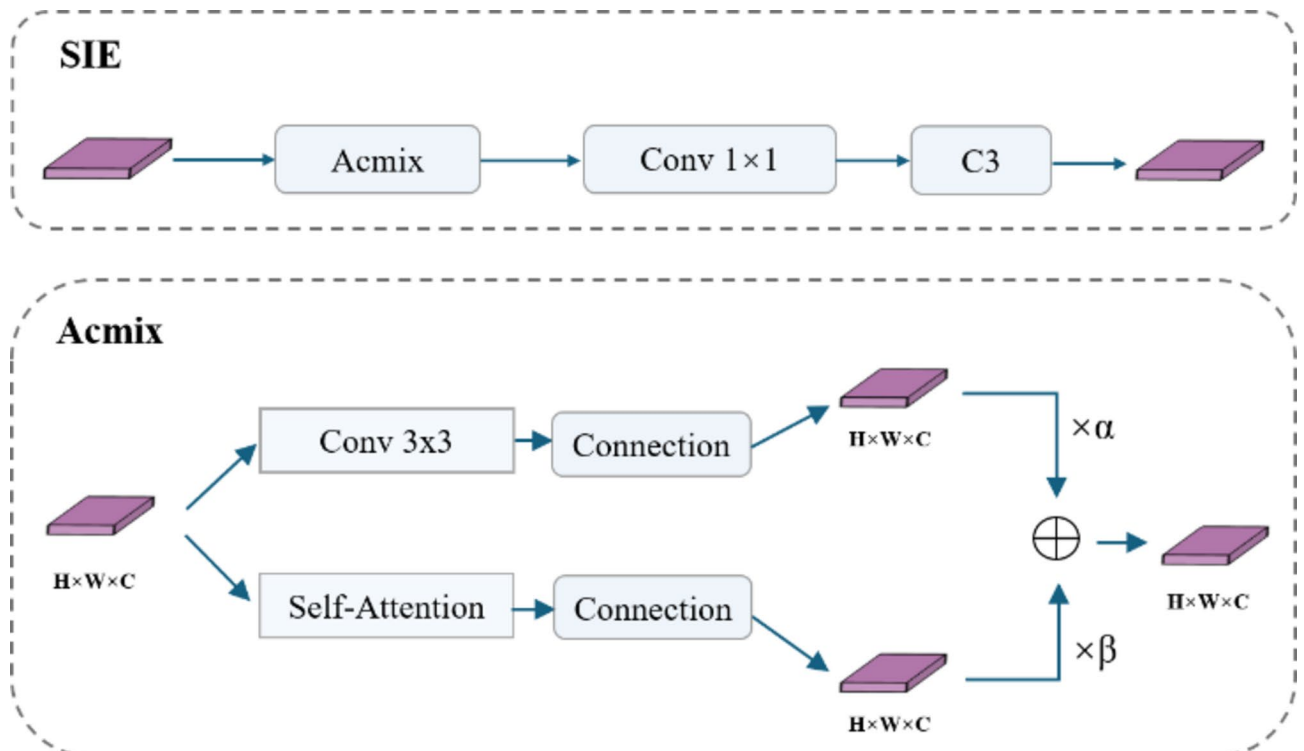 SIE
Acmix
Conv 1×1
C3
Acmix
Conv 3x3
Connection
H×W×C
×α
H×W×C
H×W×C
Self-Attention
Connection
×β
H×W×C